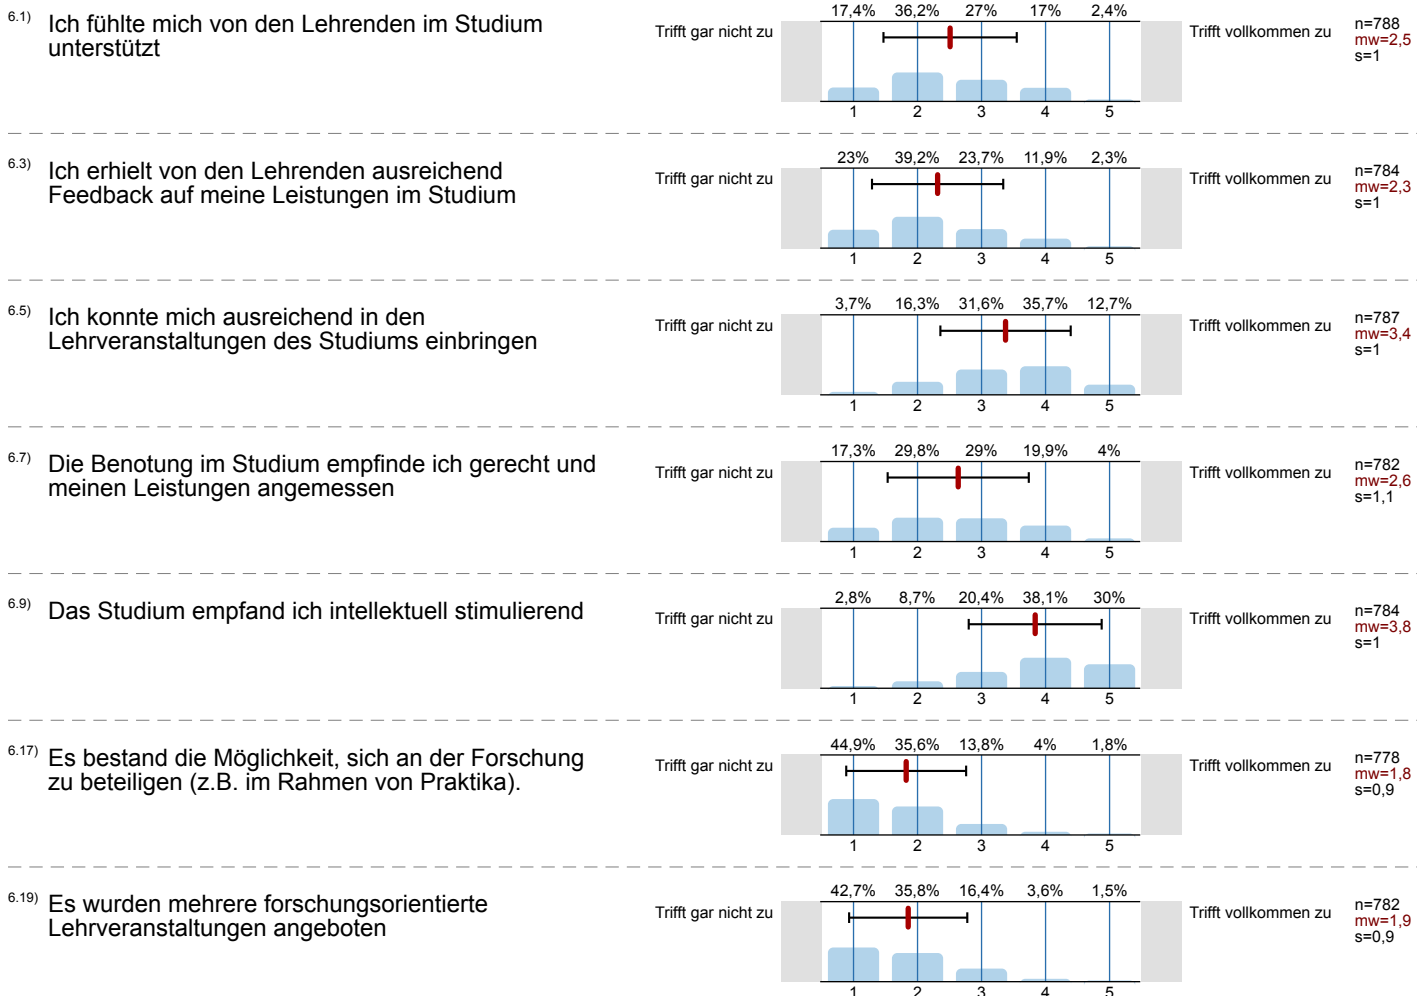 6.1) Ich fühlte mich von den Lehrenden im Studium
unterstützt
Trifft gar nicht zu
17,4% 36,2% 27% 17% 2,4%
1 2 3 4 5
Trifft vollkommen zu
n=788
mw=2,5
s=1
6.3) Ich erhielt von den Lehrenden ausreichend
Feedback auf meine Leistungen im Studium
Trifft gar nicht zu
23% 39,2% 23,7% 11,9% 2,3%
1 2 3 4 5
Trifft vollkommen zu
n=784
mw=2,3
s=1
6.5) Ich konnte mich ausreichend in den
Lehrveranstaltungen des Studiums einbringen
Trifft gar nicht zu
3,7% 16,3% 31,6% 35,7% 12,7%
1 2 3 4 5
Trifft vollkommen zu
n=787
mw=3,4
s=1
6.7) Die Benotung im Studium empfinde ich gerecht und
meinen Leistungen angemessen
Trifft gar nicht zu
17,3% 29,8% 29% 19,9% 4%
1 2 3 4 5
Trifft vollkommen zu
n=782
mw=2,6
s=1,1
6.9) Das Studium empfand ich intellektuell stimulierend
Trifft gar nicht zu
2,8% 8,7% 20,4% 38,1% 30%
1 2 3 4 5
Trifft vollkommen zu
n=784
mw=3,8
s=1
6.17) Es bestand die Möglichkeit, sich an der Forschung
zu beteiligen (z.B. im Rahmen von Praktika).
Trifft gar nicht zu
44,9% 35,6% 13,8% 4% 1,8%
1 2 3 4 5
Trifft vollkommen zu
n=778
mw=1,8
s=0,9
6.19) Es wurden mehrere forschungsorientierte
Lehrveranstaltungen angeboten
Trifft gar nicht zu
42,7% 35,8% 16,4% 3,6% 1,5%
1 2 3 4 5
Trifft vollkommen zu
n=782
mw=1,9
s=0,9